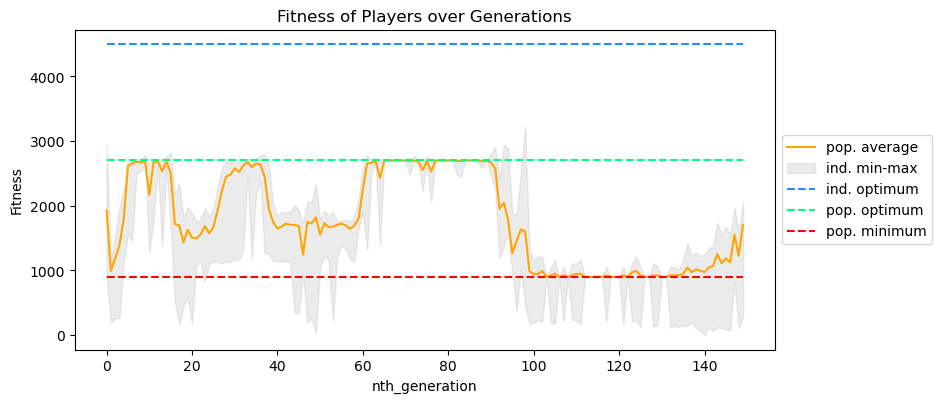 Fitness of Players over Generations
Fitness
4000
3000
2000
1000
0
0 20 40 60 80 100 120 140
nth_generation
pop. average
ind. min-max
ind. optimum
pop. optimum
pop. minimum